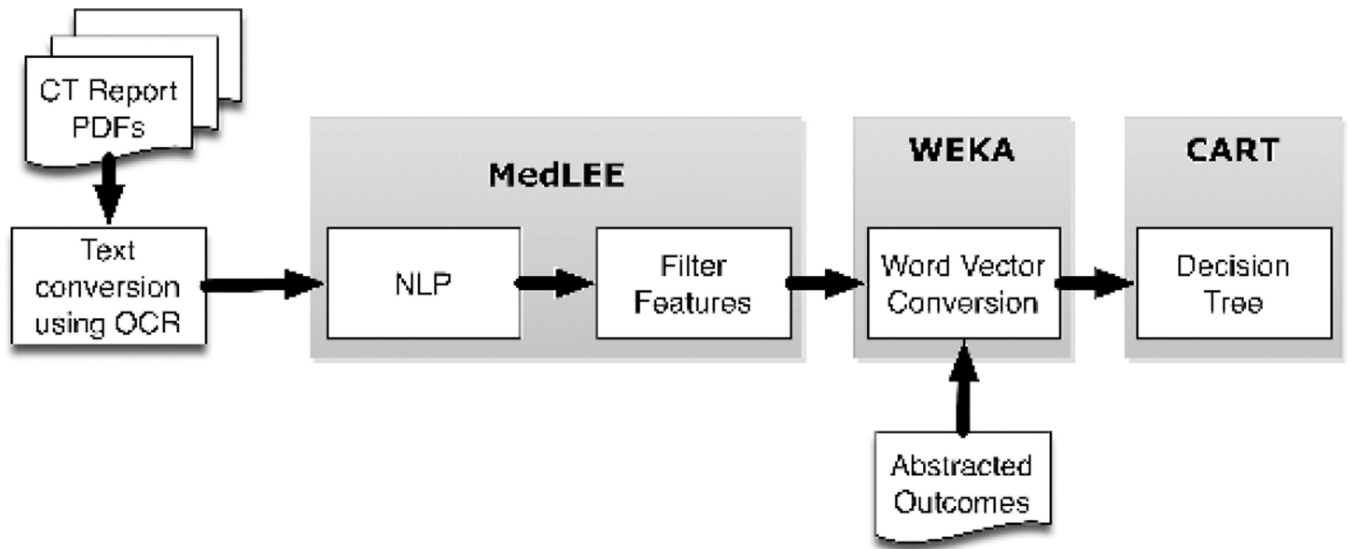 CT Report
PDFs
Text
conversion
using OCR
MedLEE
NLP
Filter
Features
WEKA
Word Vector
Conversion
Abstracted
Outcomes
CART
Decision
Tree